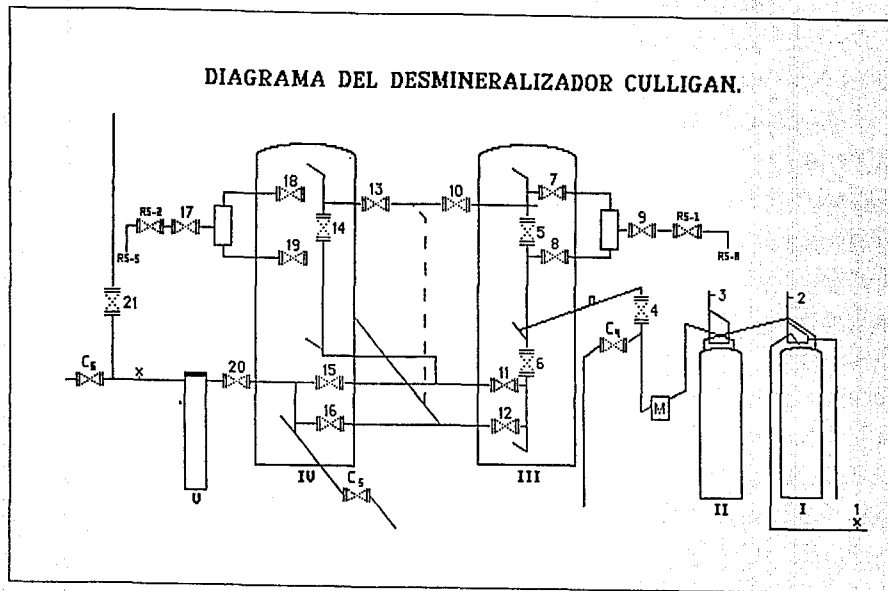 DIAGRAMA DEL DESMINERALIZADOR CULLIGAN.
18
13
10
7
RS-2
17
14
5
9
RS-1
19
8
RS-5
RS-R
21
3
2
C4
4
6
C6
20
15
11
16
12
M
C5
V
IV
III
II
I
1
x
x